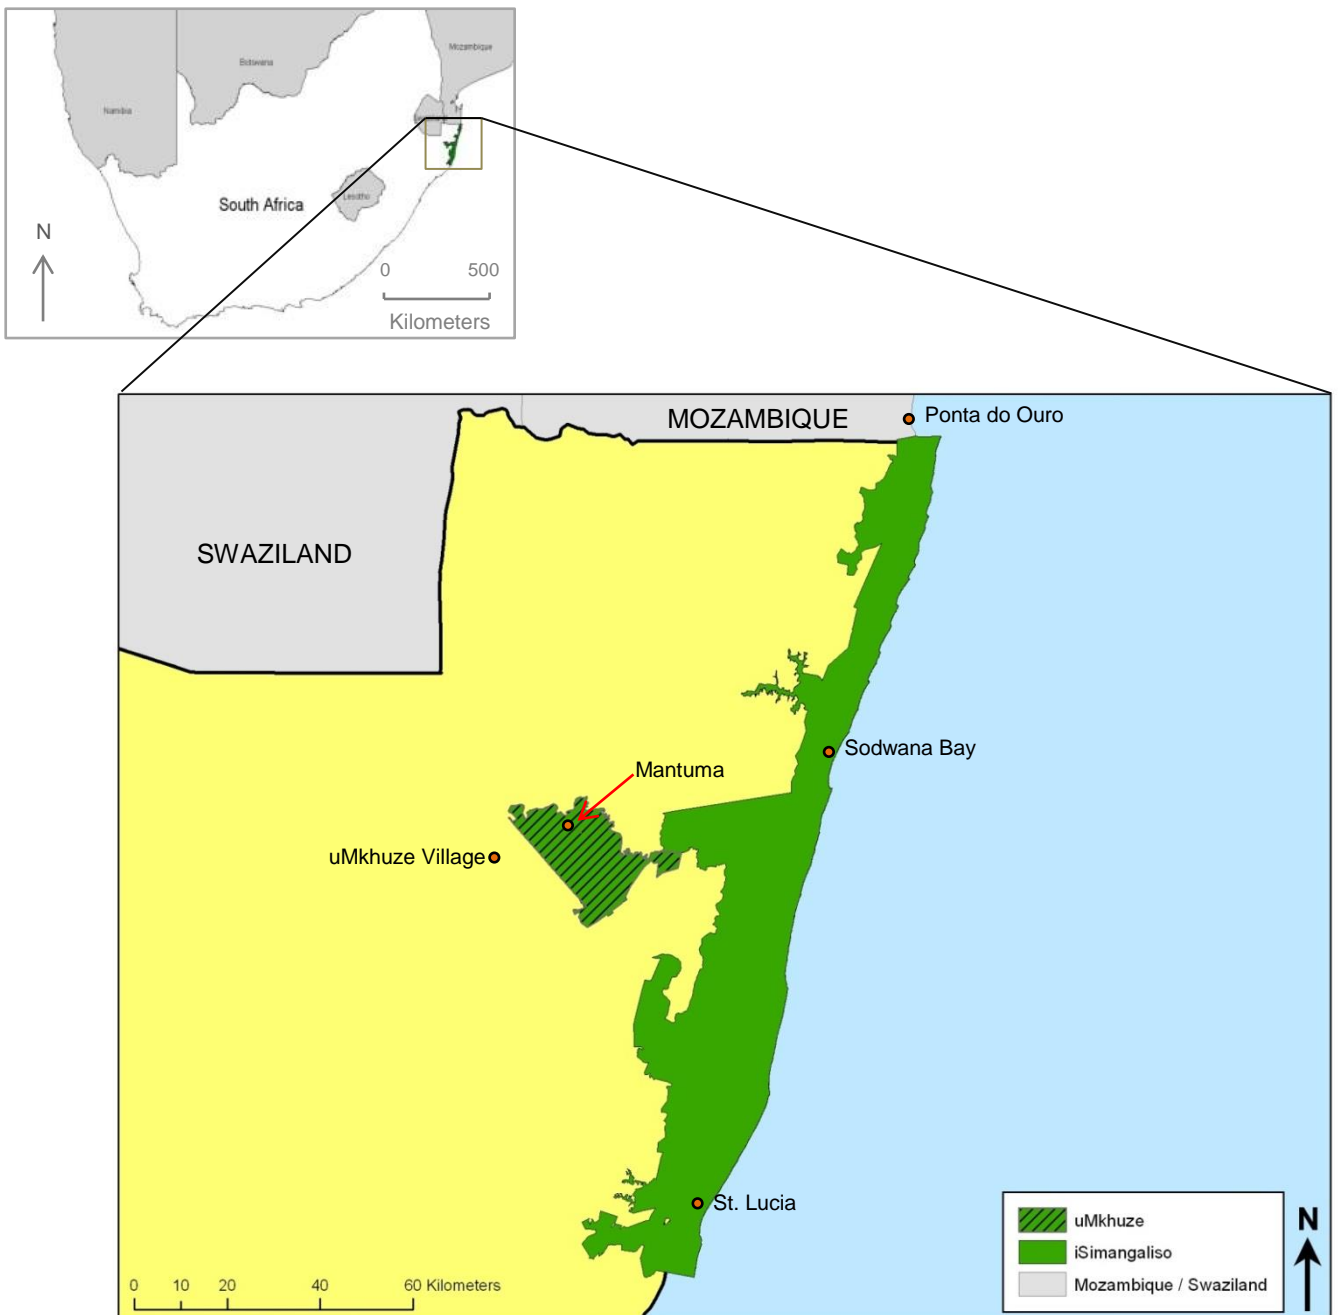 Mozambique
Botswana
Namibia
South Africa
Lesotho
N
0 500
Kilometers
MOZAMBIQUE
Ponta do Ouro
SWAZILAND
Sodwana Bay
Mantuma
uMkhuze Village
St. Lucia
uMkhuze
iSimangaliso
Mozambique / Swaziland
N
0 10 20 40 60 Kilometers